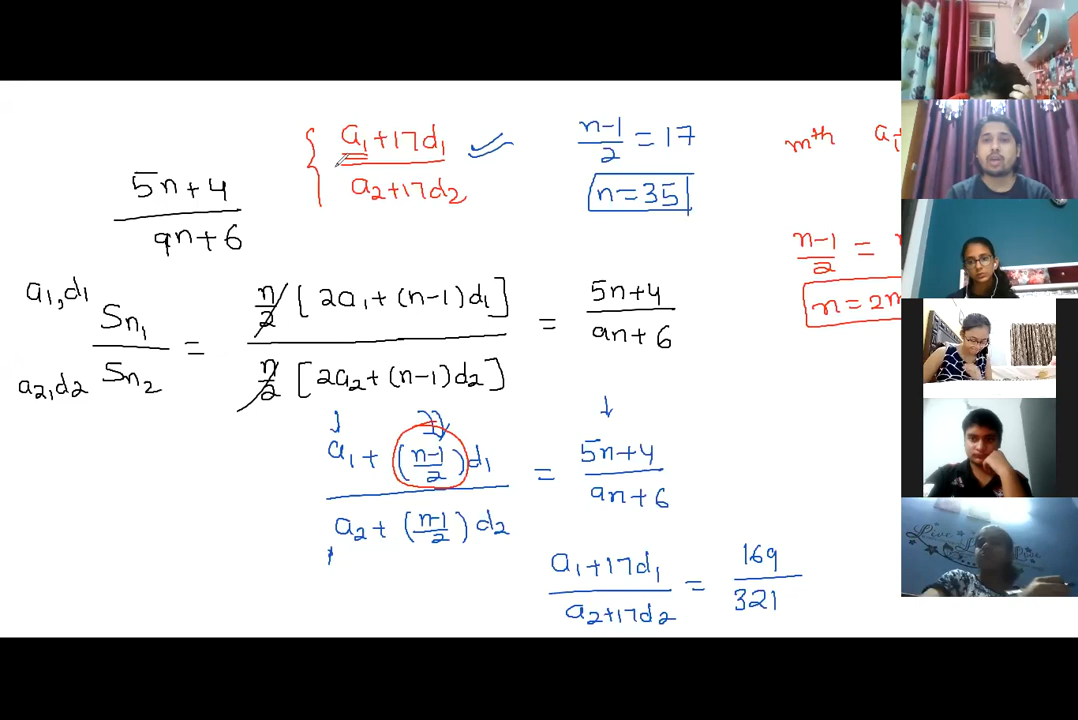 a₁+17d₁
a₂+17d₂
n-1/2 = 17
n=35
mth
5n+4
9n+6
n-1/2 =
a₁,d₁
a₂,d₂
Sn₁/Sn₂ = n/2 [2a₁+(n-1)d₁] / n/2 [2a₂+(n-1)d₂] = 5n+4/9n+6
a₁+(n-1/2)d₁ / a₂+(n-1/2)d₂ = 5n+4/9n+6
a₁+17d₁/a₂+17d₂ = 169/321